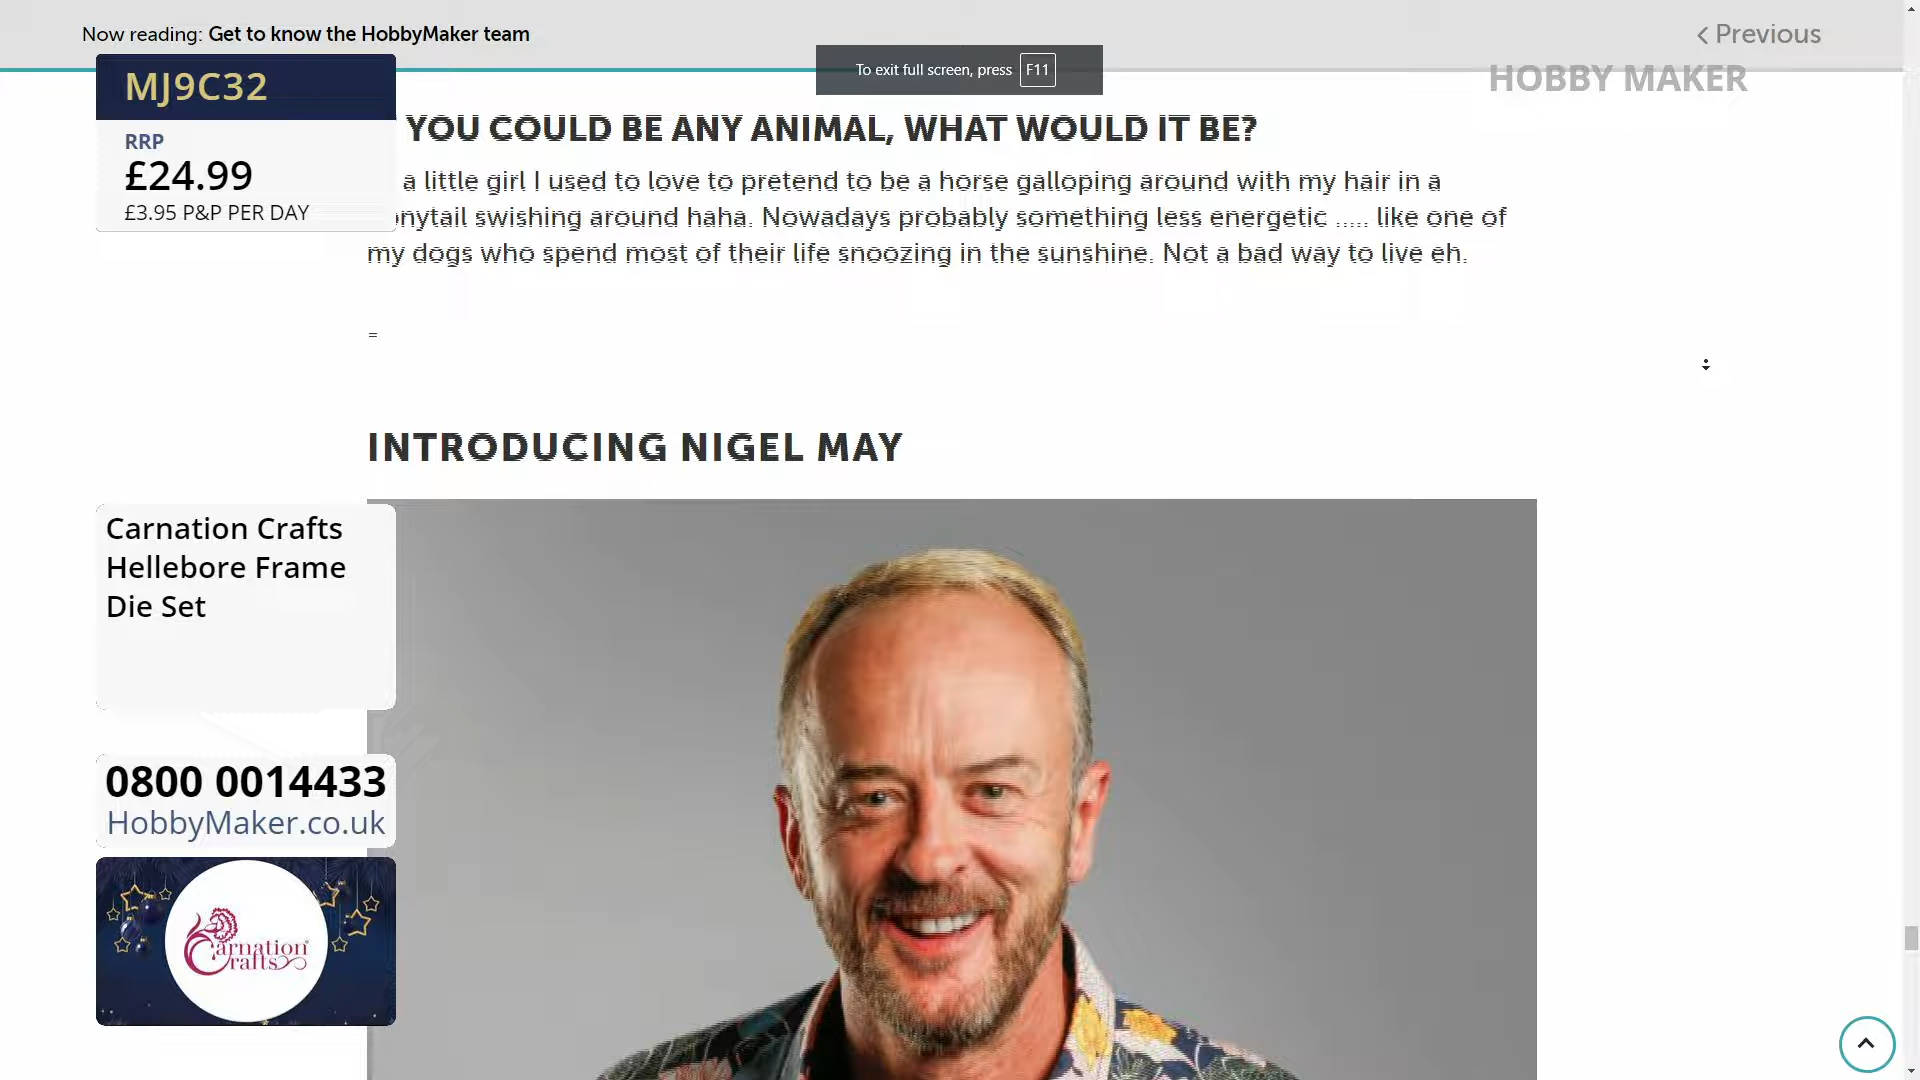 Now reading: Get to know the HobbyMaker team
Previous
To exit full screen, press F11
HOBBY MAKER
MJ9C32
RRP
£24.99
£3.95 P&P PER DAY
YOU COULD BE ANY ANIMAL, WHAT WOULD IT BE?
a little girl I used to love to pretend to be a horse galloping around with my hair in a
nytail swishing around haha. Nowadays probably something less energetic ..... like one of
my dogs who spend most of their life snoozing in the sunshine. Not a bad way to live eh.
=
INTRODUCING NIGEL MAY
Carnation Crafts
Hellebore Frame
Die Set
0800 0014433
HobbyMaker.co.uk
Carnation
Crafts